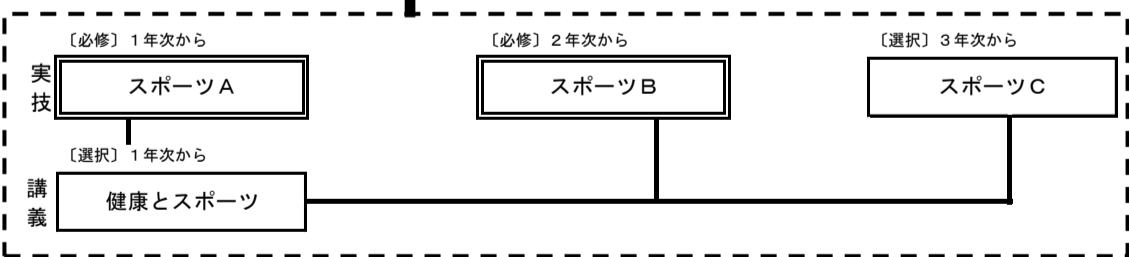 〔必修〕１年次から
〔必修〕２年次から
〔選択〕３年次から
実技
スポーツＡ
スポーツＢ
スポーツＣ
〔選択〕１年次から
講義
健康とスポーツ